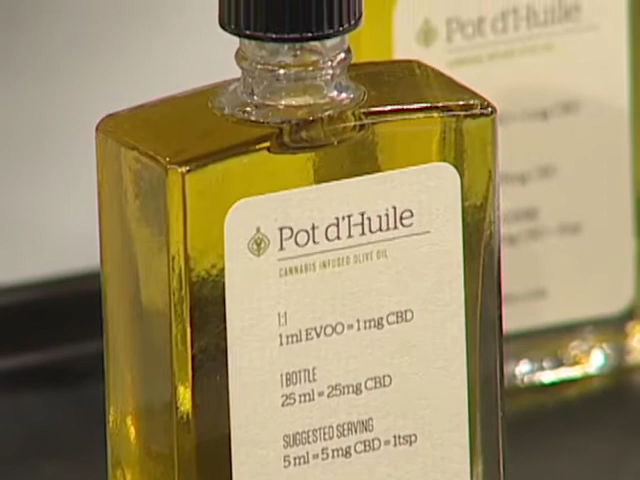 Pot d'Huile
CANNABIS INFUSED OLIVE OIL
1:1
1 ml EVOO = 1 mg CBD
1 BOTTLE
25 ml = 25mg CBD
SUGGESTED SERVING
5 ml = 5 mg CBD = 1tsp
Pot d'Huile